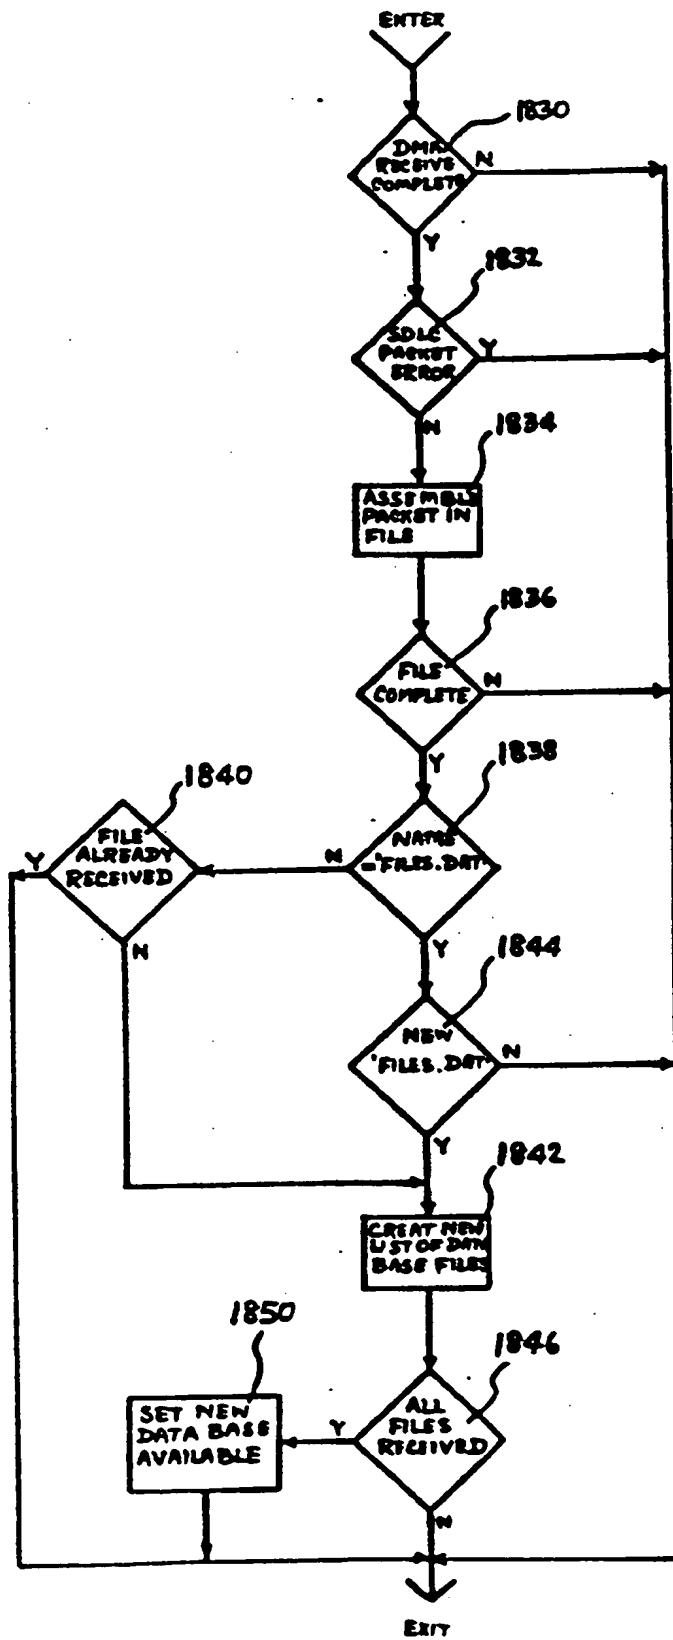 ENTER
1830
DMA
RECEIVE
COMPLETE
N
Y
1832
SDLC
PACKET
ERROR
Y
N
1834
ASSEMBLE
PACKET IN
FILE
1836
FILE
COMPLETE
N
Y
1838
1840
NAME
="FILES.DAT"
N
FILE
ALREADY
RECEIVED
Y
N
Y
1844
NEW
"FILES.DAT"
N
Y
1842
CREAT NEW
LIST OF DATA
BASE FILES
1850
1846
SET NEW
DATA BASE
AVAILABLE
Y
ALL
FILES
RECEIVED
N
EXIT